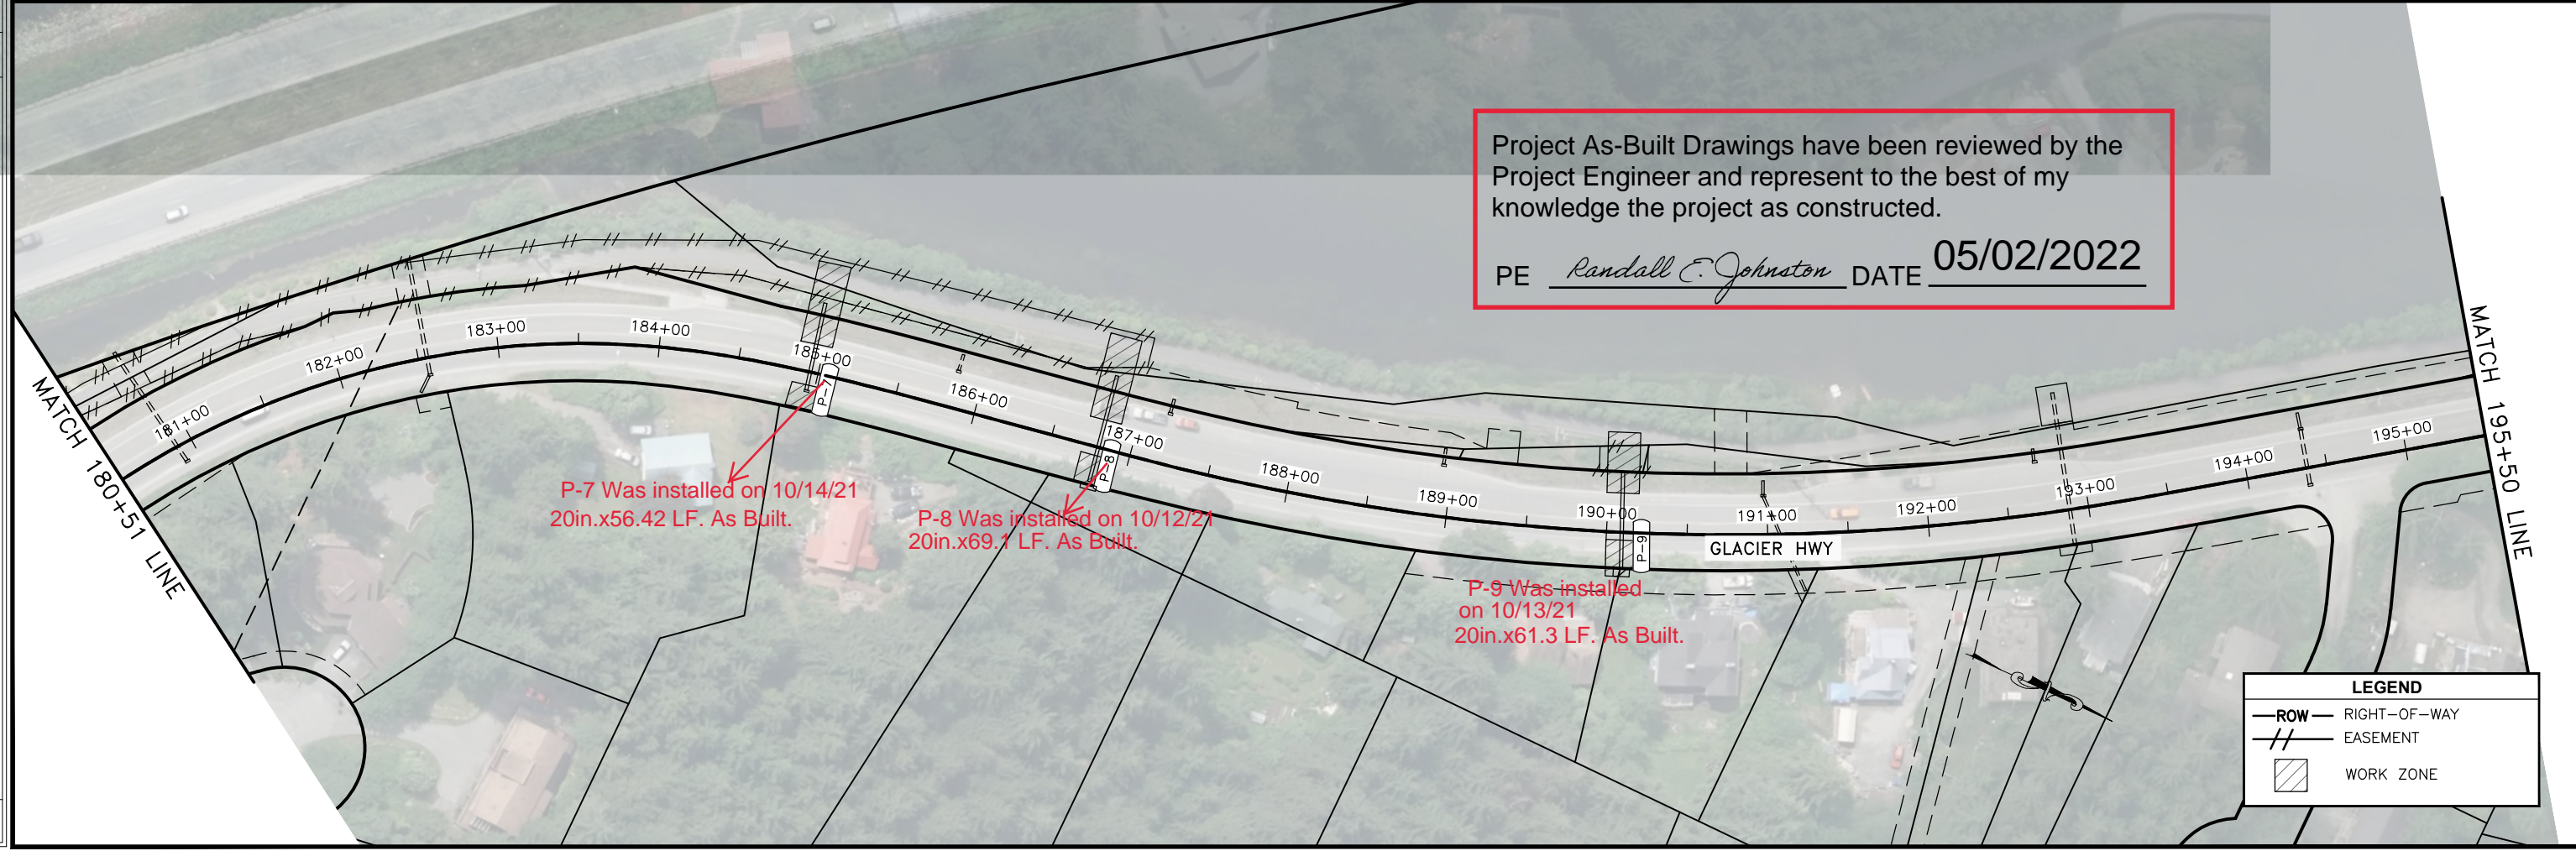 Project As-Built Drawings have been reviewed by the
Project Engineer and represent to the best of my
knowledge the project as constructed.
PE Randall E. Johnston DATE 05/02/2022
MATCH 180+51 LINE
181+00
182+00
183+00
184+00
185+00
186+00
187+00
188+00
189+00
190+00
191+00
192+00
193+00
194+00
195+00
MATCH 195+50 LINE
P-7
P-8
P-9
GLACIER HWY
P-7 Was installed on 10/14/21
20in.x56.42 LF. As Built.
P-8 Was installed on 10/12/21
20in.x69.1 LF. As Built.
P-9 Was installed
on 10/13/21
20in.x61.3 LF. As Built.
LEGEND
ROW RIGHT-OF-WAY
EASEMENT
WORK ZONE